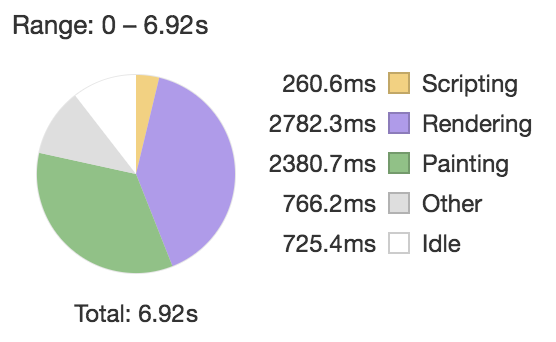 Range: 0 – 6.92s
260.6ms Scripting
2782.3ms Rendering
2380.7ms Painting
766.2ms Other
725.4ms Idle
Total: 6.92s